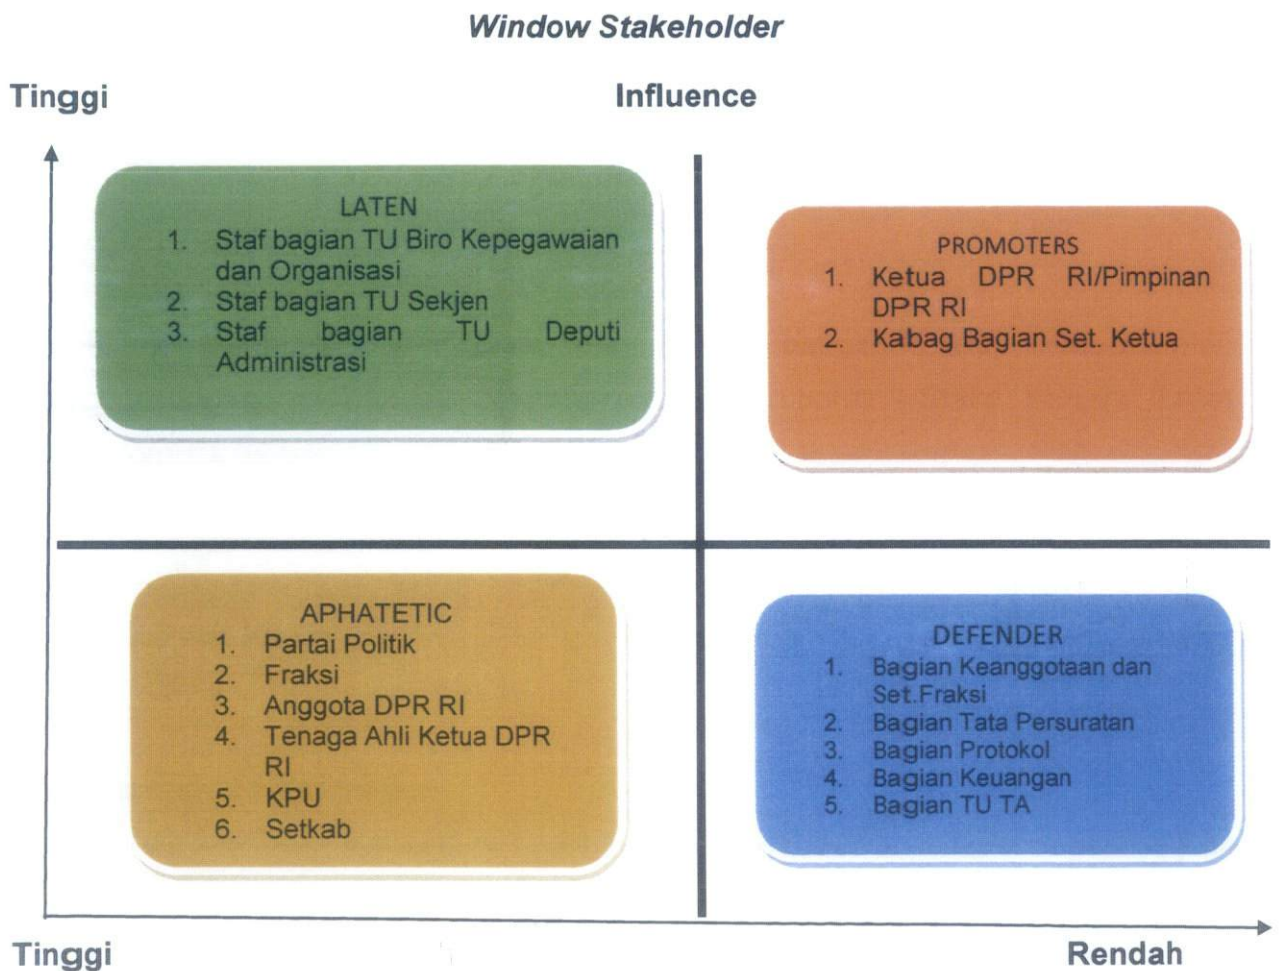 Window Stakeholder
Tinggi
Influence
LATEN
1. Staf bagian TU Biro Kepegawaian
dan Organisasi
2. Staf bagian TU Sekjen
3. Staf bagian TU Deputi
Administrasi
PROMOTERS
1. Ketua DPR RI/Pimpinan
DPR RI
2. Kabag Bagian Set. Ketua
APHATETIC
1. Partai Politik
2. Fraksi
3. Anggota DPR RI
4. Tenaga Ahli Ketua DPR
RI
5. KPU
6. Setkab
DEFENDER
1. Bagian Keanggotaan dan
Set.Fraksi
2. Bagian Tata Persuratan
3. Bagian Protokol
4. Bagian Keuangan
5. Bagian TU TA
Tinggi
Rendah